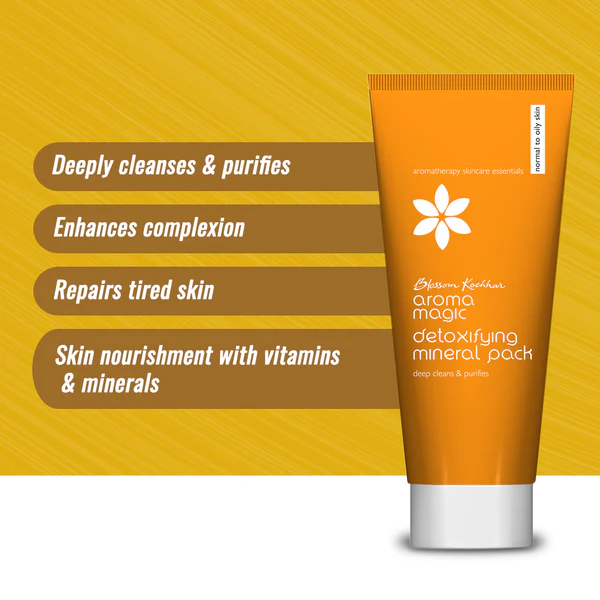 Deeply cleanses & purifies
Enhances complexion
Repairs tired skin
Skin nourishment with vitamins
& minerals
normal to oily skin
aromatherapy skincare essentials
Blossom Kochhar
aroma
magic
detoxifying
mineral pack
deep cleans & purifies